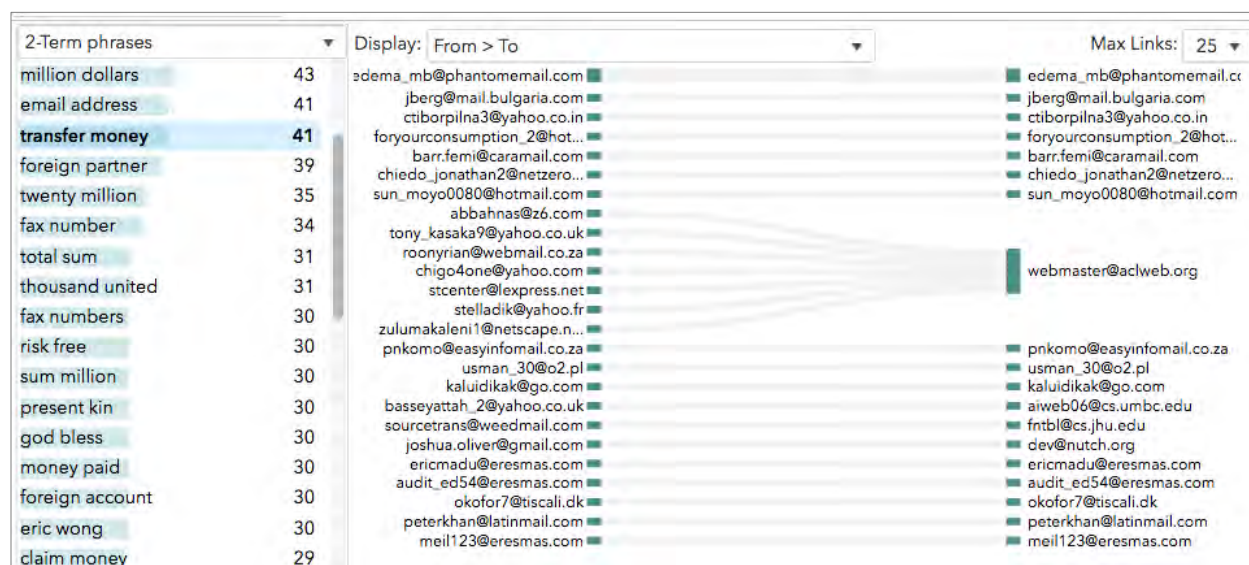 2-Term phrases
Display: From > To
Max Links: 25
million dollars 43
email address 41
transfer money 41
foreign partner 39
twenty million 35
fax number 34
total sum 31
thousand united 31
fax numbers 30
risk free 30
sum million 30
present kin 30
god bless 30
money paid 30
foreign account 30
eric wong 30
claim money 29
edema_mb@phantomemail.com
jberg@mail.bulgaria.com
ctiborpilna3@yahoo.co.in
foryourconsumption_2@hot...
barr.femi@caramail.com
chiedo_jonathan2@netzero...
sun_moyo0080@hotmail.com
abbahnas@z6.com
tony_kasaka9@yahoo.co.uk
roonyrian@webmail.co.za
chigo4one@yahoo.com
stcenter@lexpress.net
stelladik@yahoo.fr
zulumakaleni1@netscape.n...
pnkomo@easyinfomail.co.za
usman_30@o2.pl
kaluidikak@go.com
basseyattah_2@yahoo.co.uk
sourcetrans@weedmail.com
joshua.oliver@gmail.com
ericmadu@eresmas.com
audit_ed54@eresmas.com
okofor7@tiscali.dk
peterkhan@latinmail.com
meil123@eresmas.com
edema_mb@phantomemail.cc
jberg@mail.bulgaria.com
ctiborpilna3@yahoo.co.in
foryourconsumption_2@hot...
barr.femi@caramail.com
chiedo_jonathan2@netzero...
sun_moyo0080@hotmail.com
webmaster@aclweb.org
pnkomo@easyinfomail.co.za
usman_30@o2.pl
kaluidikak@go.com
aiweb06@cs.umbc.edu
fntbl@cs.jhu.edu
dev@nutch.org
ericmadu@eresmas.com
audit_ed54@eresmas.com
okofor7@tiscali.dk
peterkhan@latinmail.com
meil123@eresmas.com